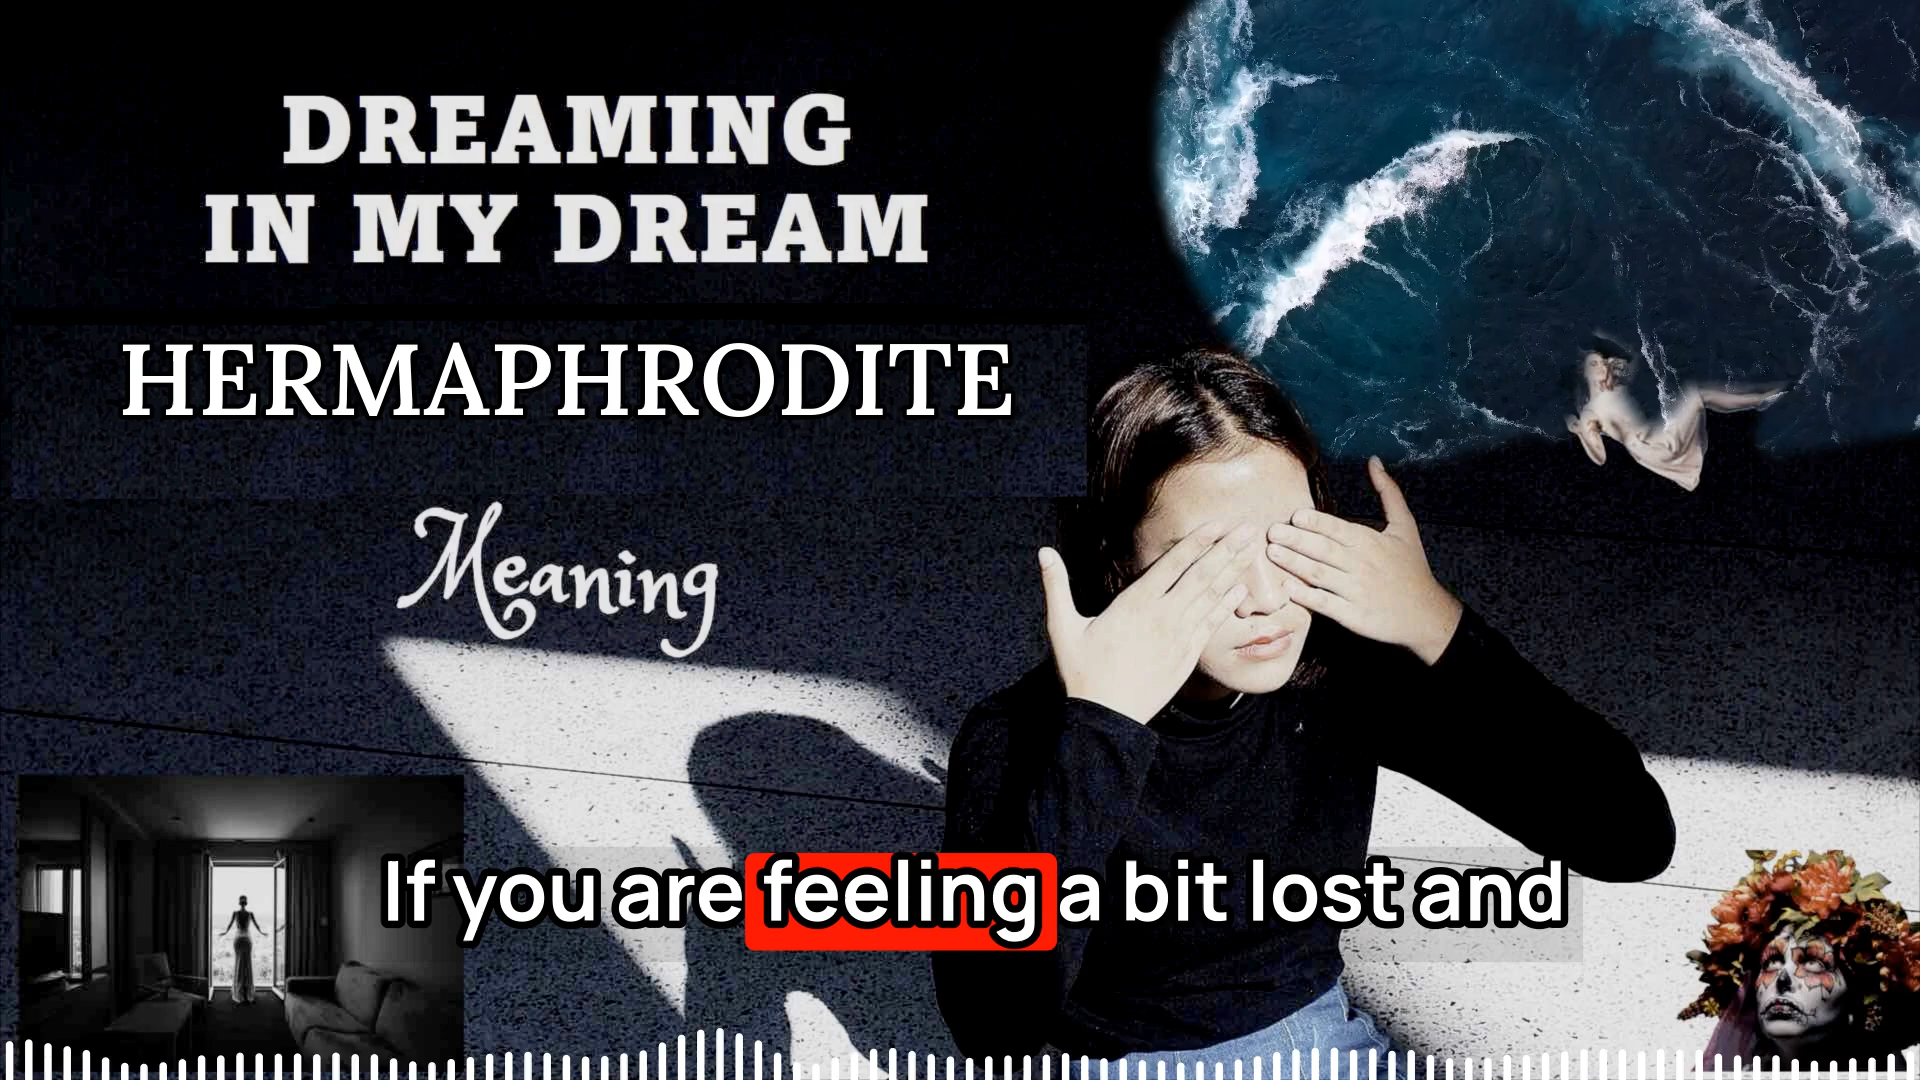 DREAMING
IN MY DREAM
HERMAPHRODITE
Meaning
If you are feeling a bit lost and